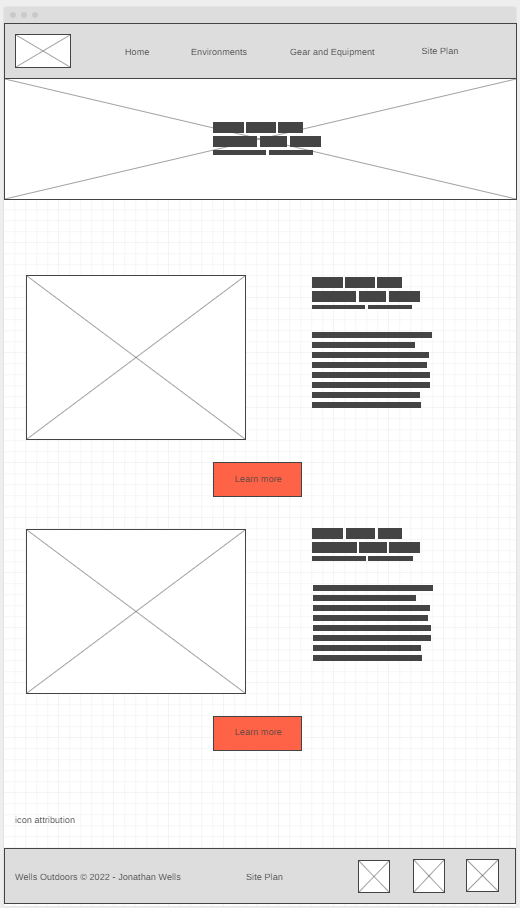 Home Environments Gear and Equipment Site Plan
Learn more
Learn more
icon attribution
Wells Outdoors © 2022 - Jonathan Wells Site Plan